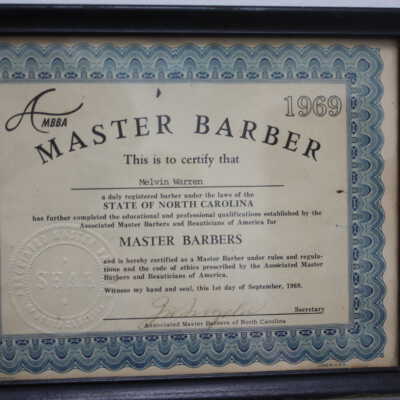 AMBBA
1969
MASTER BARBER
This is to certify that
Melvin Warren
a duly registered barber under the laws of the
STATE OF NORTH CAROLINA
has further completed the educational and professional qualifications established by the
Associated Master Barbers and Beauticians of America for
MASTER BARBERS
and is hereby certified as a Master Barber under rules and regula-
tions and the code of ethics prescribed by the Associated Master
Barbers and Beauticians of America.
Witness my hand and soul, this 1st day of September, 1969.
Secretary
Associated Master Barbers of North Carolina